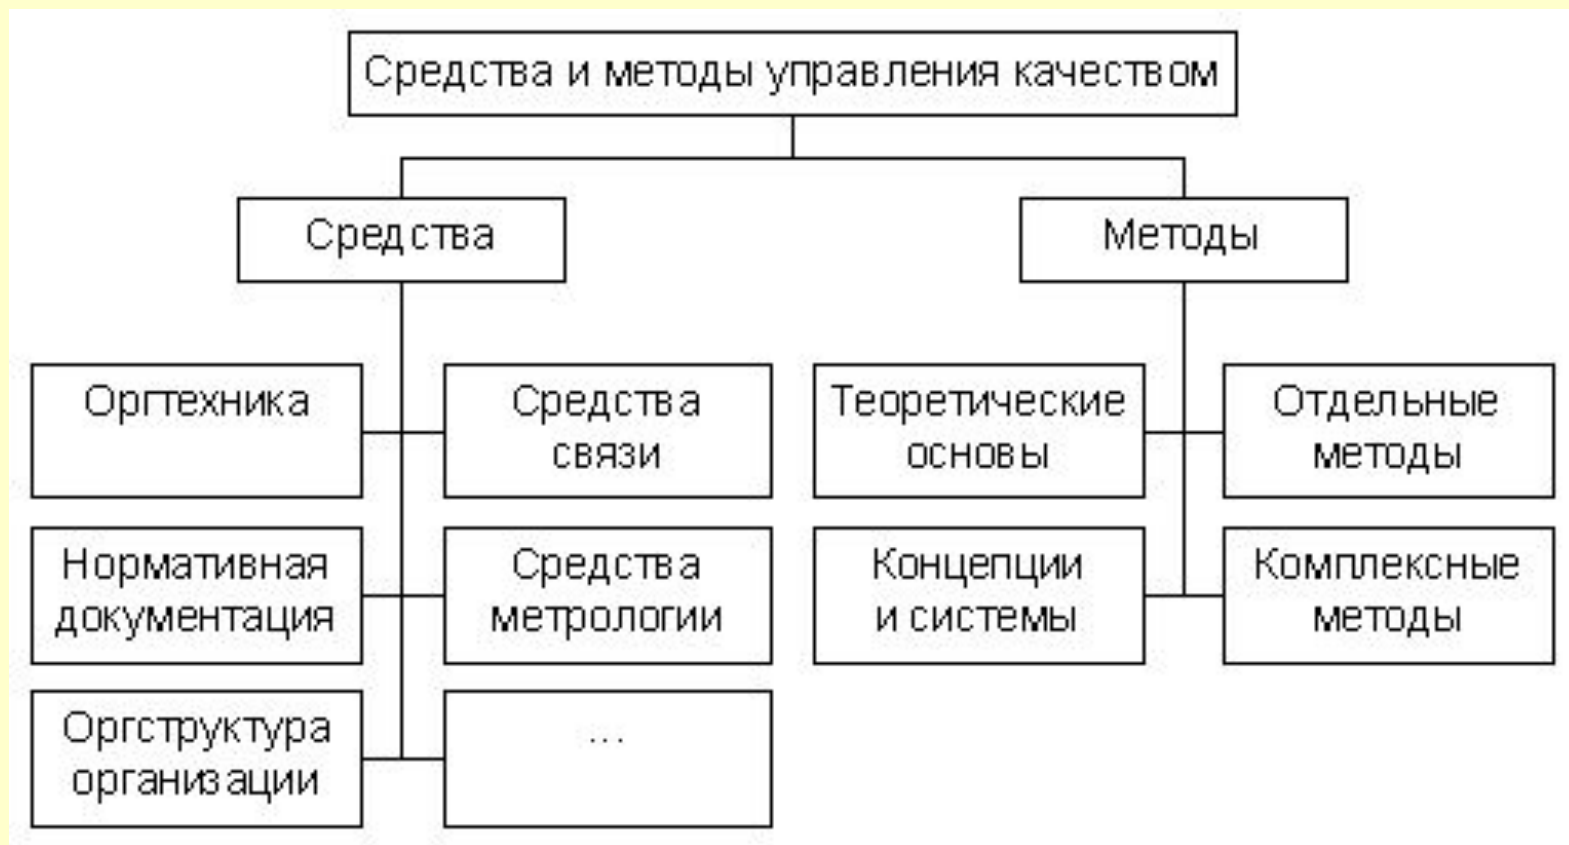 Средства и методы управления качеством
Средства
Методы
Оргтехника
Средства
связи
Теоретические
основы
Отдельные
методы
Нормативная
документация
Средства
метрологии
Концепции
и системы
Комплексные
методы
Оргструктура
организации
...